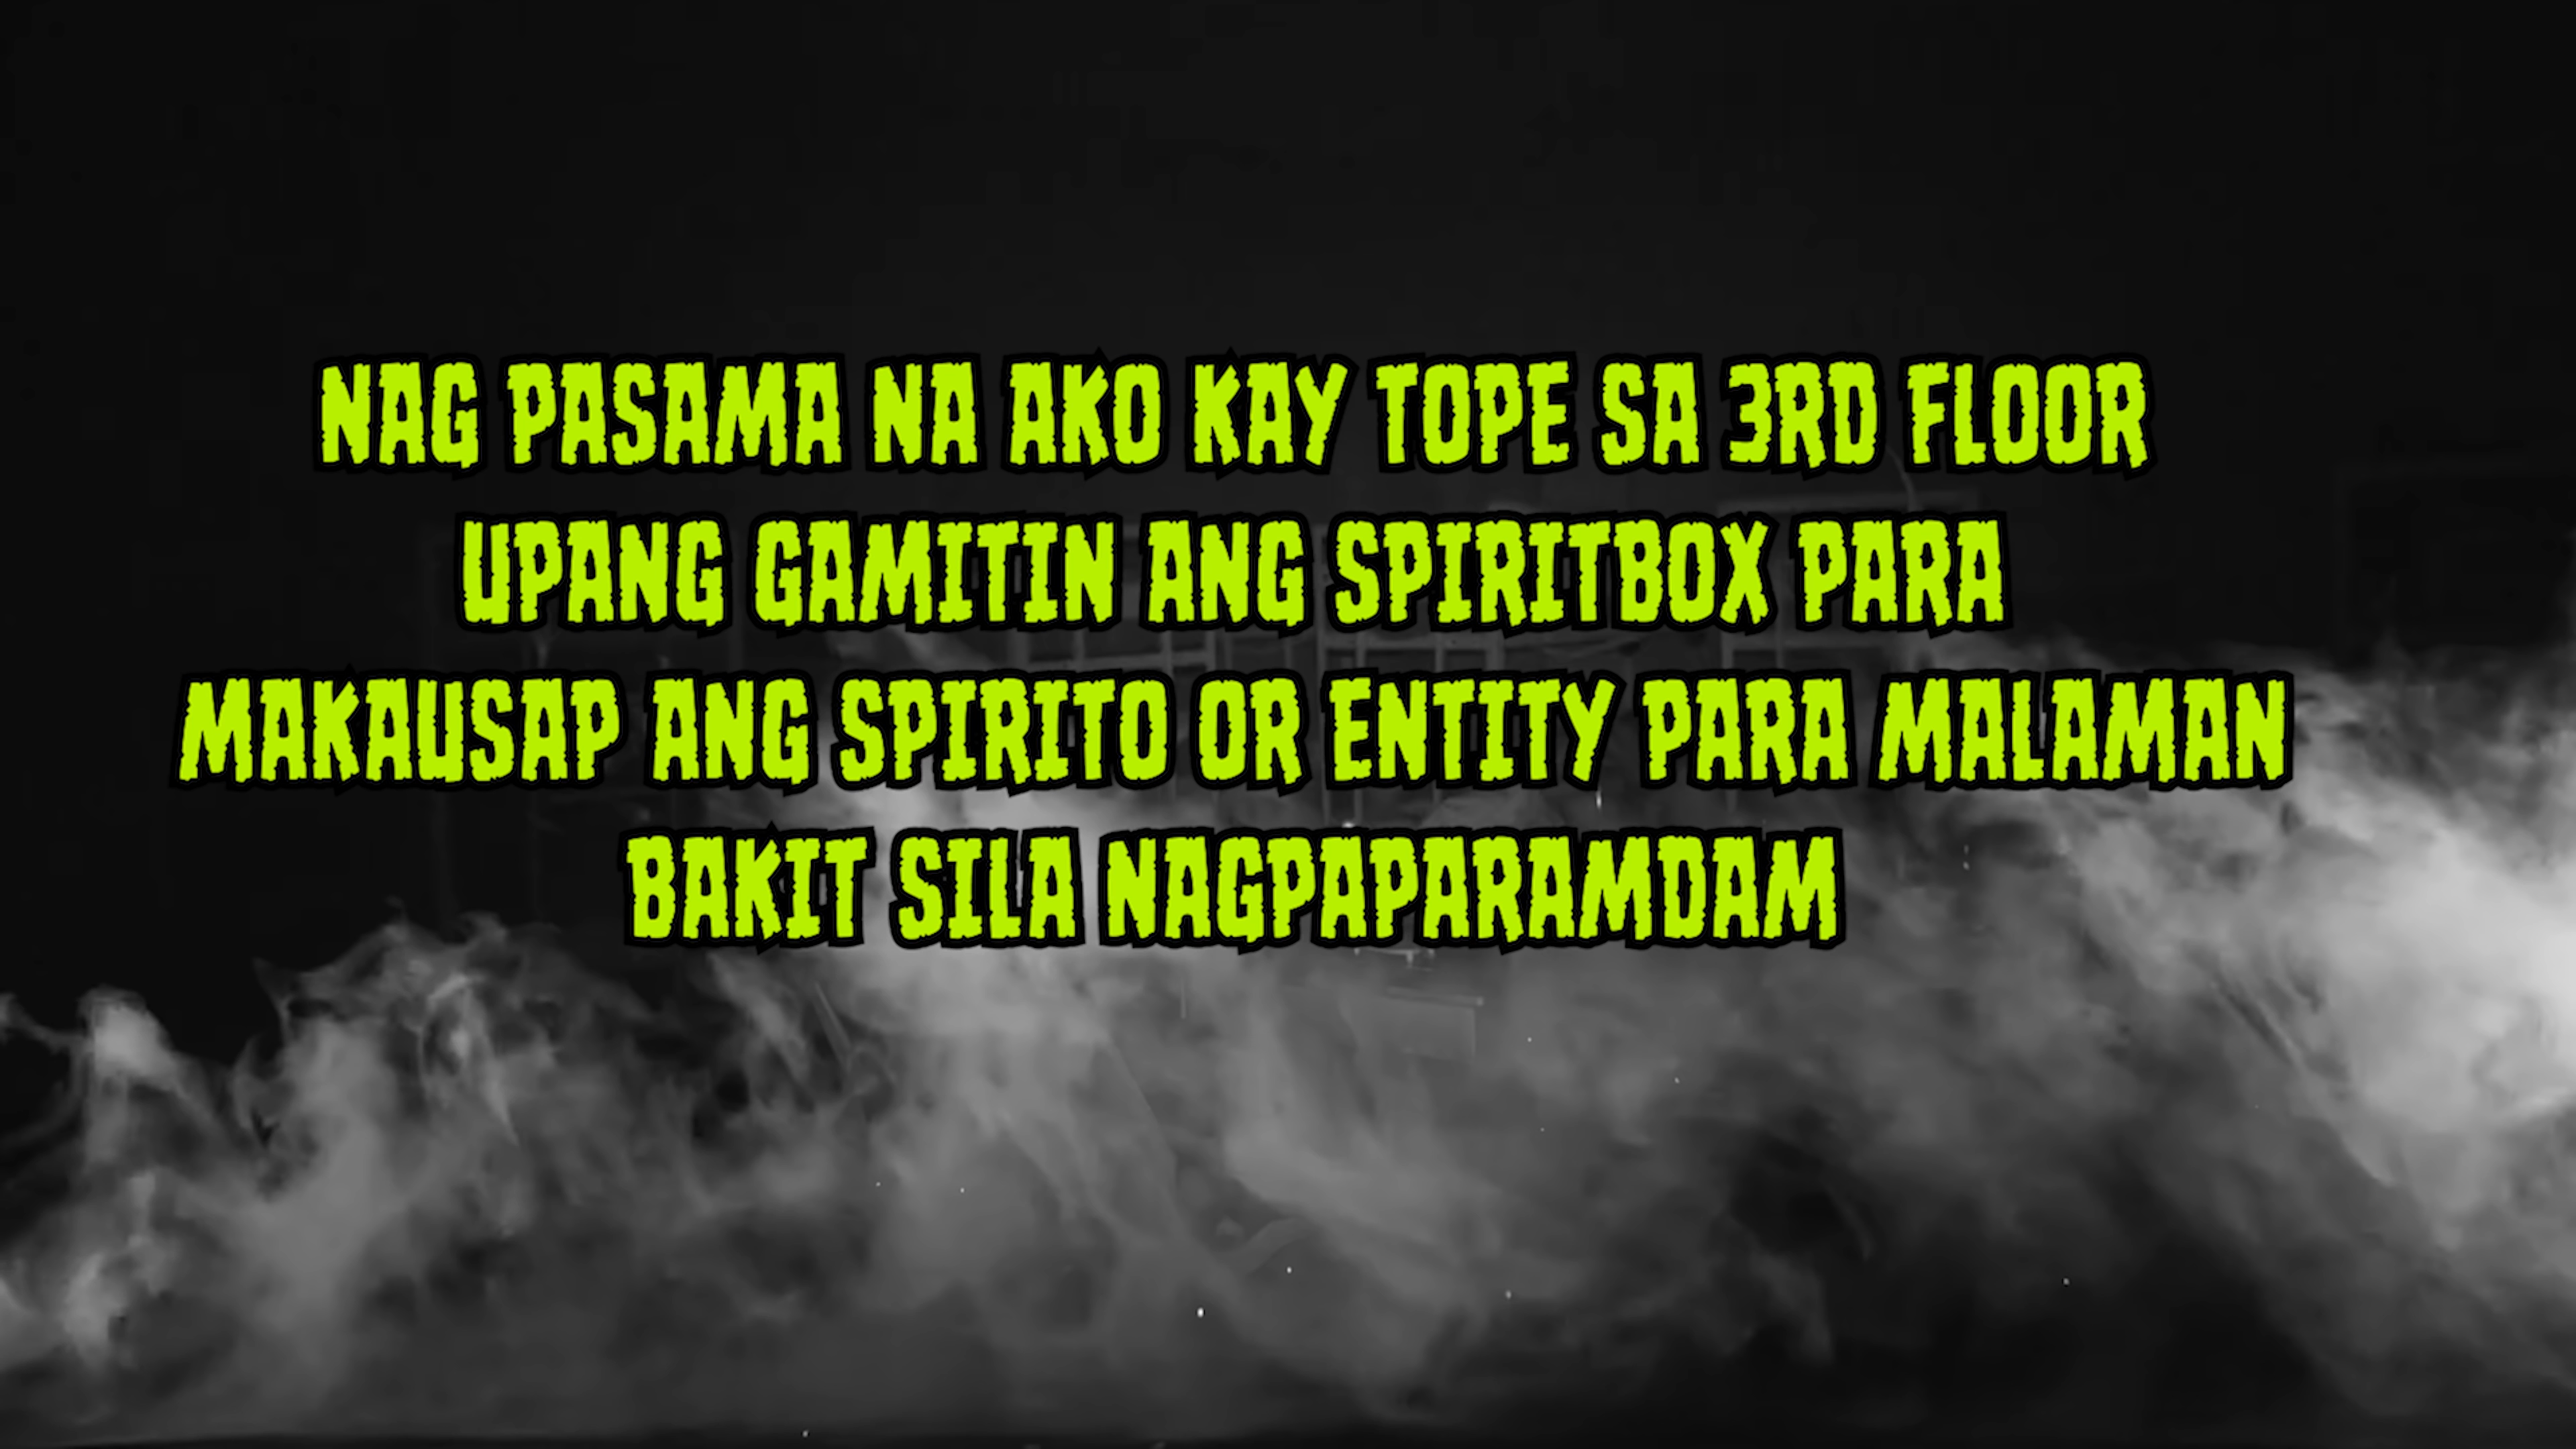 NAG PASAMA NA AKO KAY TOPE SA 3RD FLOOR
UPANG GAMITIN ANG SPIRITBOX PARA
MAKAUSAP ANG SPIRITO OR ENTITY PARA MALAMAN
BAKIT SILA NAGPAPARAMDAM